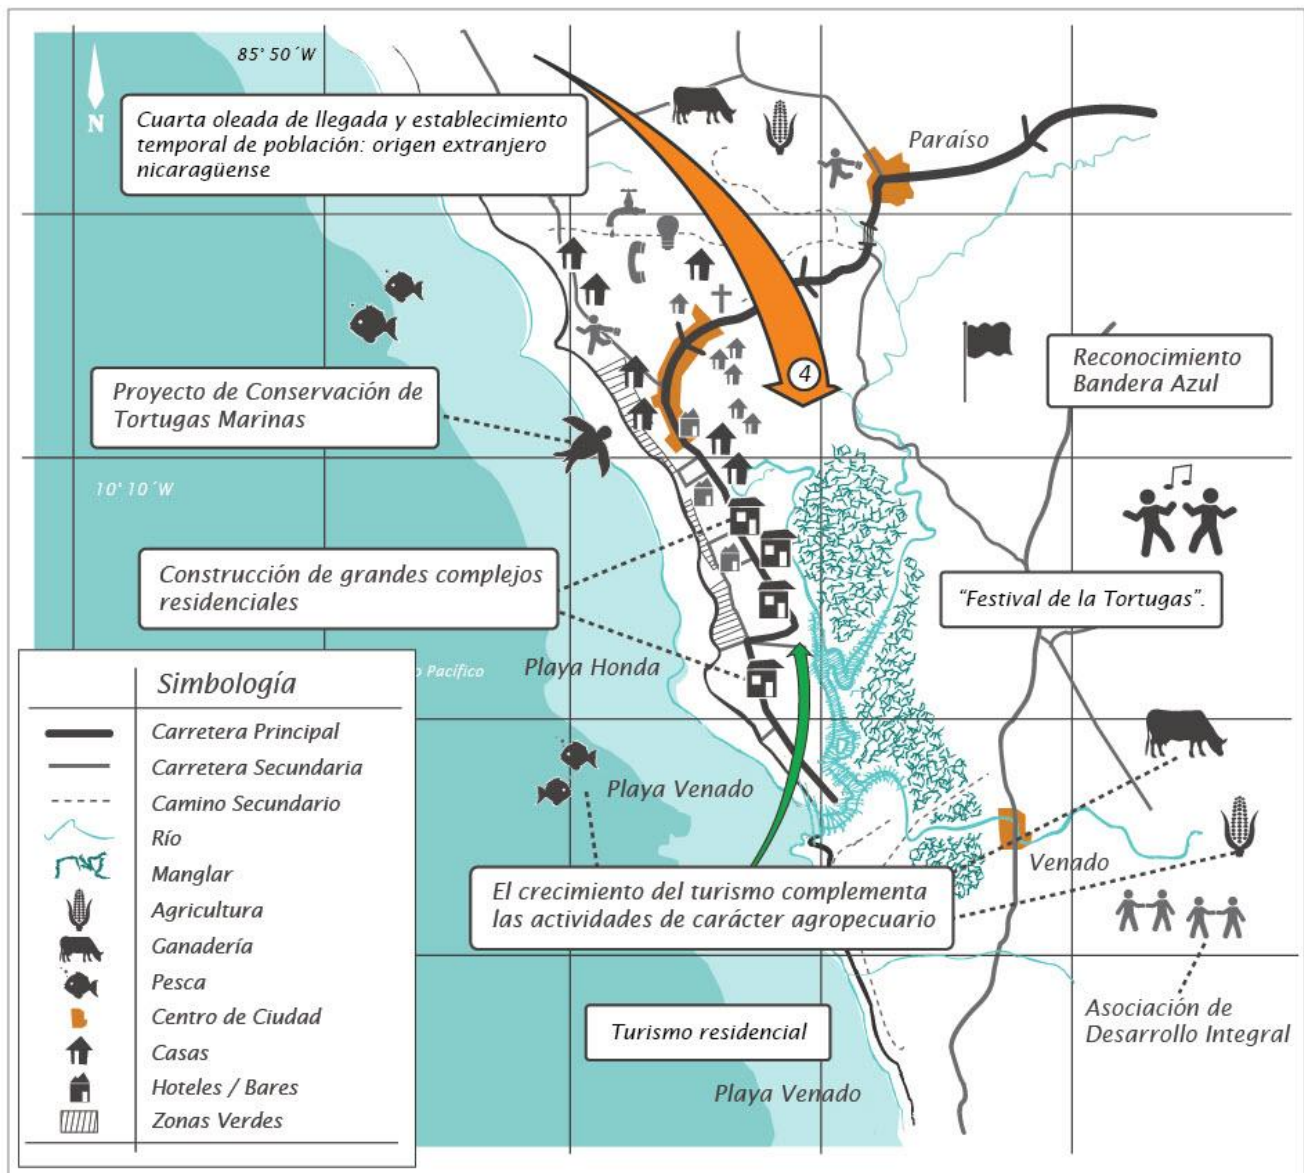 85° 50´W
N
Cuarta oleada de llegada y establecimiento
temporal de población: origen extranjero
nicaragüense
Paraíso
4
Reconocimiento
Bandera Azul
Proyecto de Conservación de
Tortugas Marinas
10° 10´W
Construcción de grandes complejos
residenciales
“Festival de la Tortugas”.
Playa Honda
o Pacífico
Playa Venado
Venado
El crecimiento del turismo complementa
las actividades de carácter agropecuario
Asociación de
Desarrollo Integral
Turismo residencial
Playa Venado
Simbología
Carretera Principal
Carretera Secundaria
Camino Secundario
Río
Manglar
Agricultura
Ganadería
Pesca
Centro de Ciudad
Casas
Hoteles / Bares
Zonas Verdes